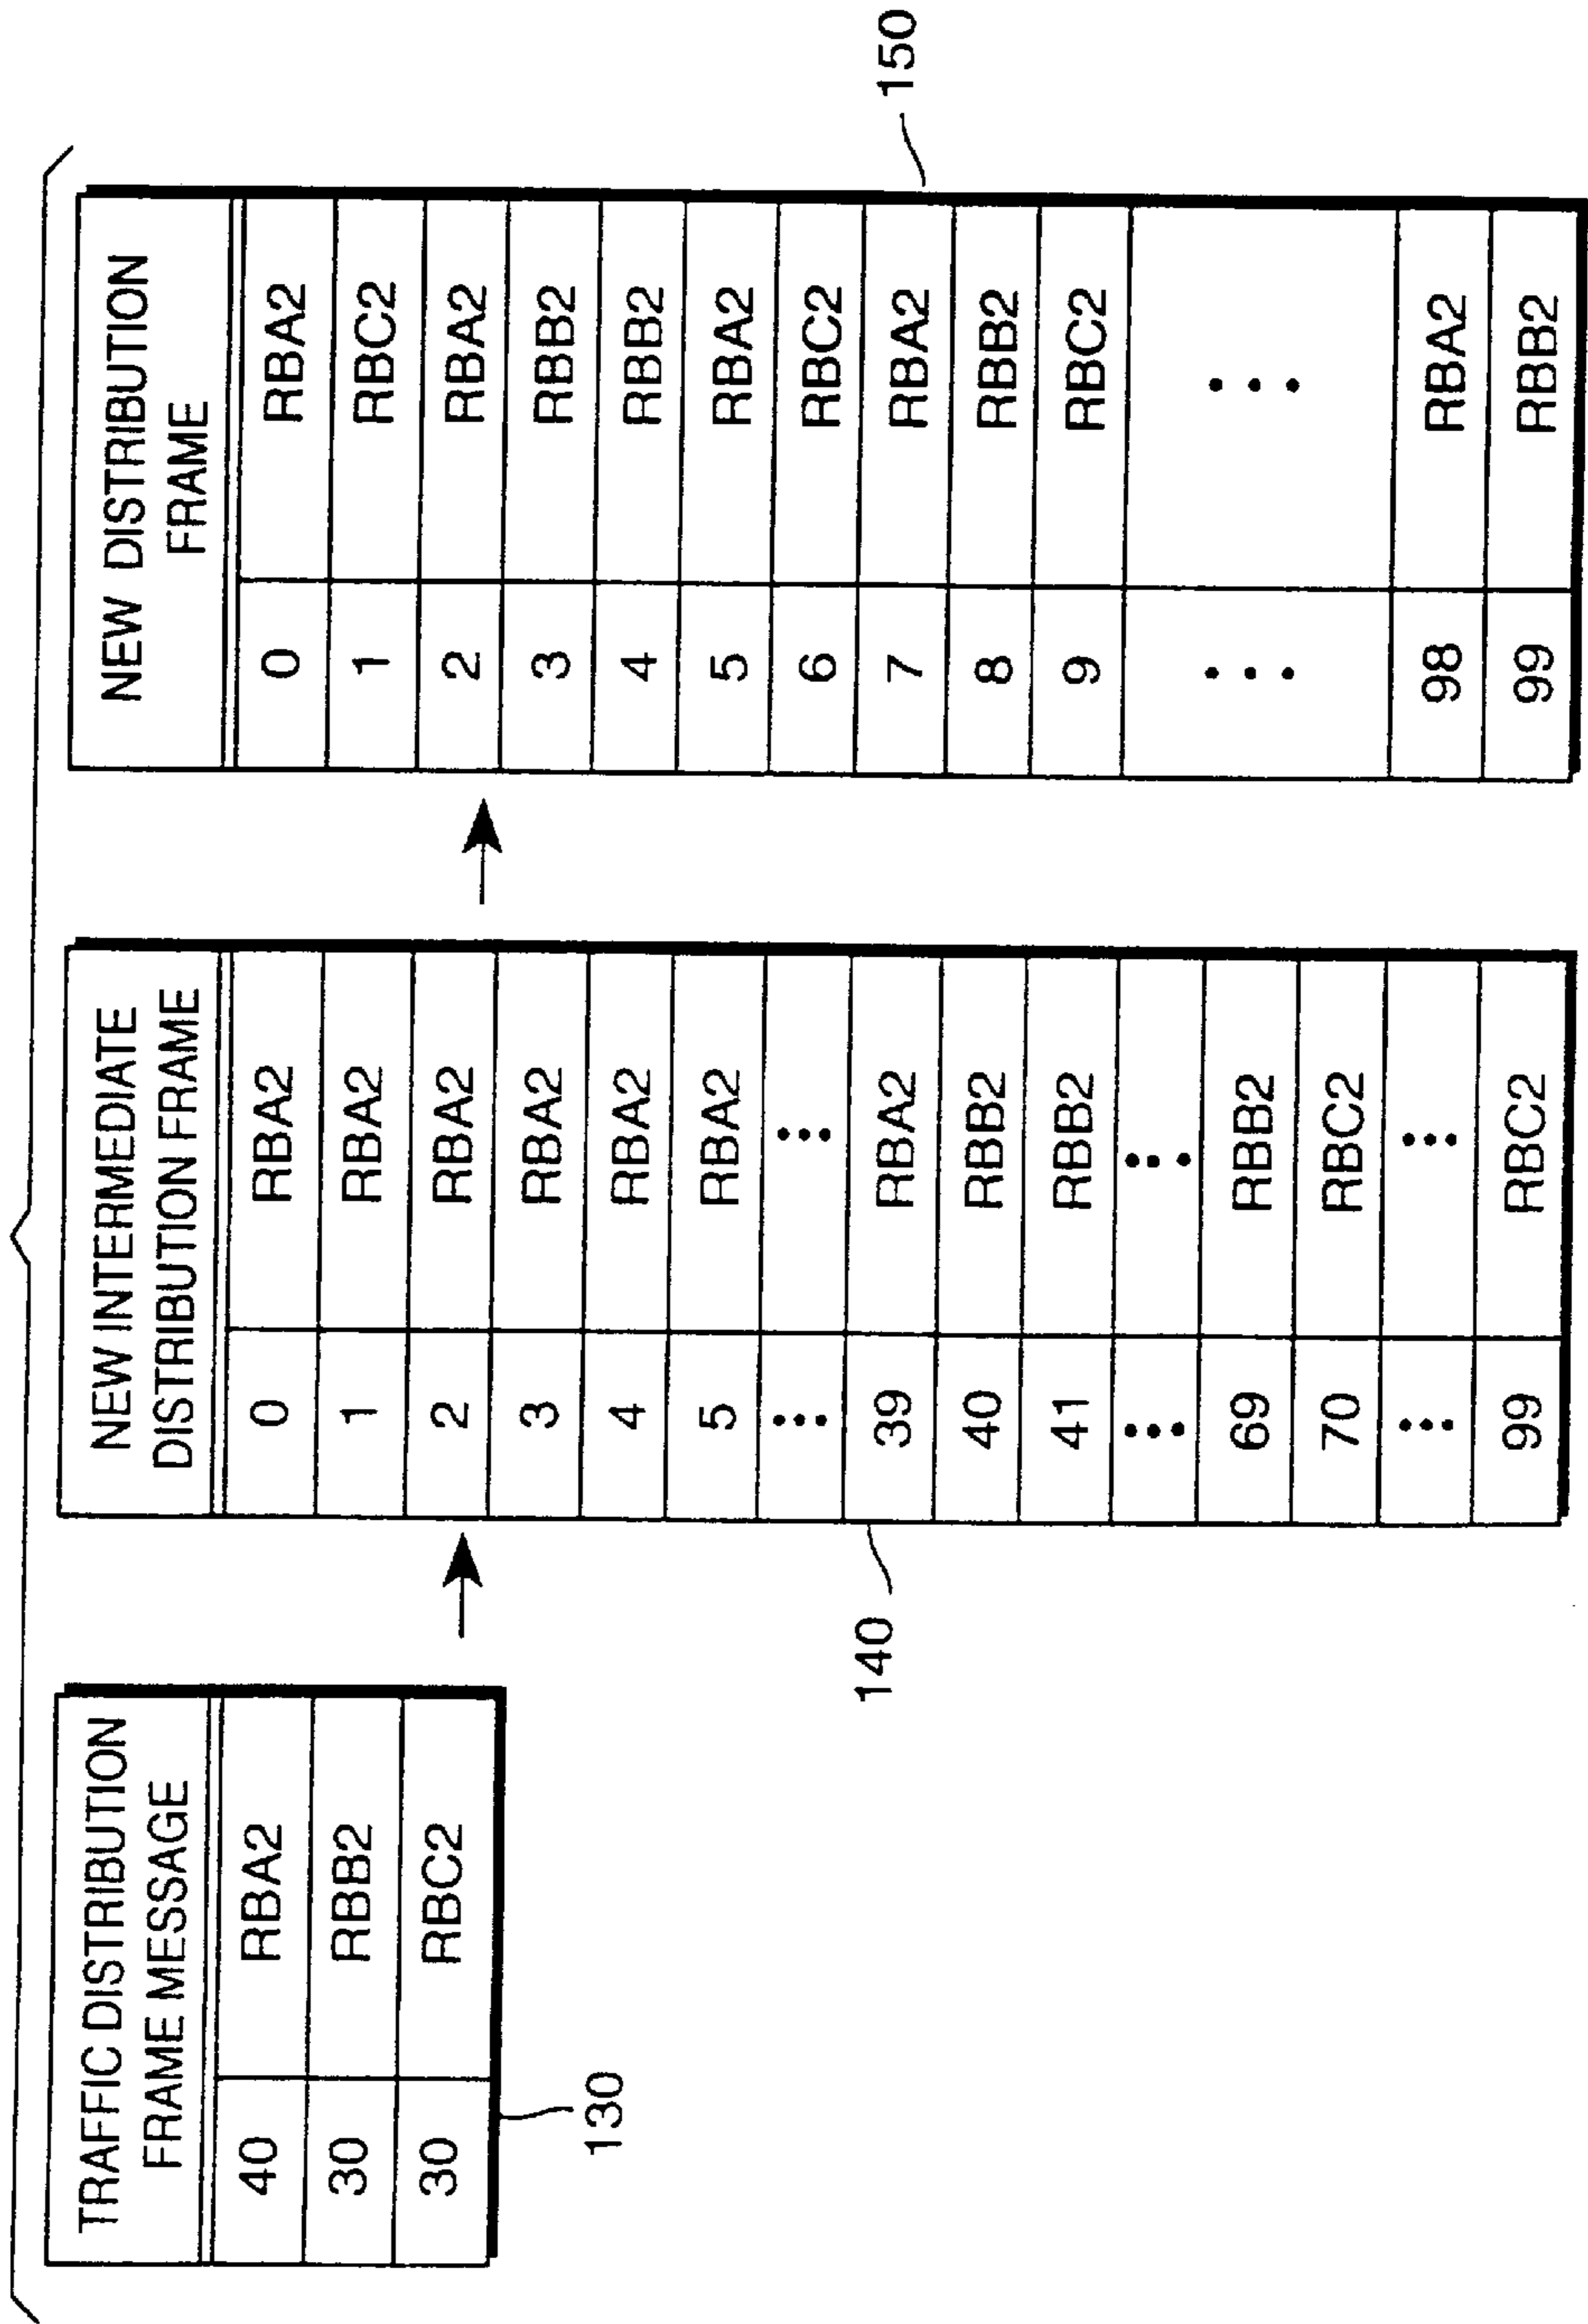 TRAFFIC DISTRIBUTION
FRAME MESSAGE
40 RBA2
30 RBB2
30 RBC2
130
NEW INTERMEDIATE
DISTRIBUTION FRAME
0 RBA2
1 RBA2
2 RBA2
3 RBA2
4 RBA2
5 RBA2
⋮ ⋮
39 RBA2
40 RBB2
41 RBB2
⋮ ⋮
69 RBB2
70 RBC2
⋮ ⋮
99 RBC2
140
NEW DISTRIBUTION
FRAME
0 RBA2
1 RBC2
2 RBA2
3 RBB2
4 RBB2
5 RBA2
6 RBC2
7 RBA2
8 RBB2
9 RBC2
⋮ ⋮
98 RBA2
99 RBB2
150